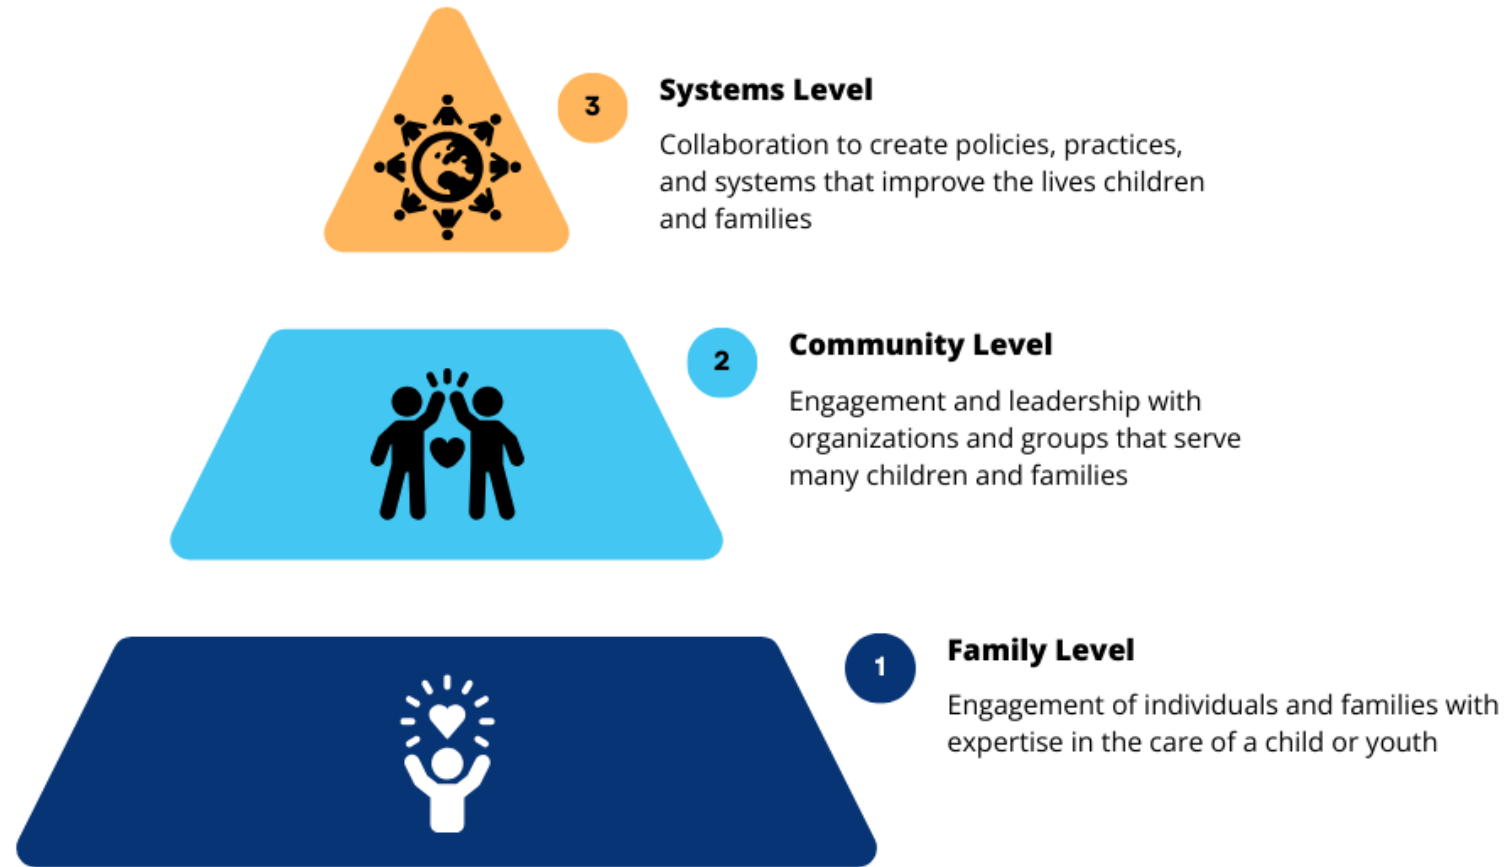 3
Systems Level
Collaboration to create policies, practices,
and systems that improve the lives children
and families
2
Community Level
Engagement and leadership with
organizations and groups that serve
many children and families
1
Family Level
Engagement of individuals and families with
expertise in the care of a child or youth